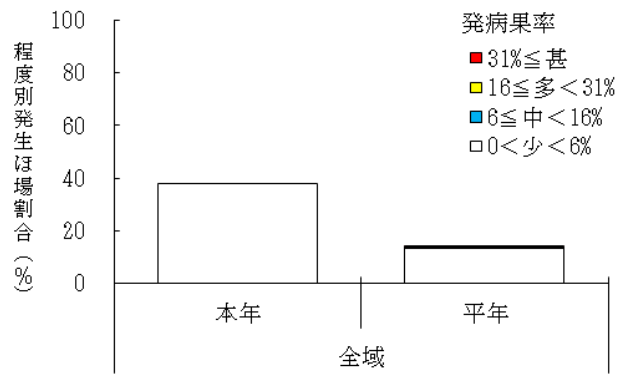 発病果率
31%≦甚
16≦多<31%
6≦中<16%
0<少<6%
程度別発生ほ場割合(%)
100
80
60
40
20
0
本年
平年
全域